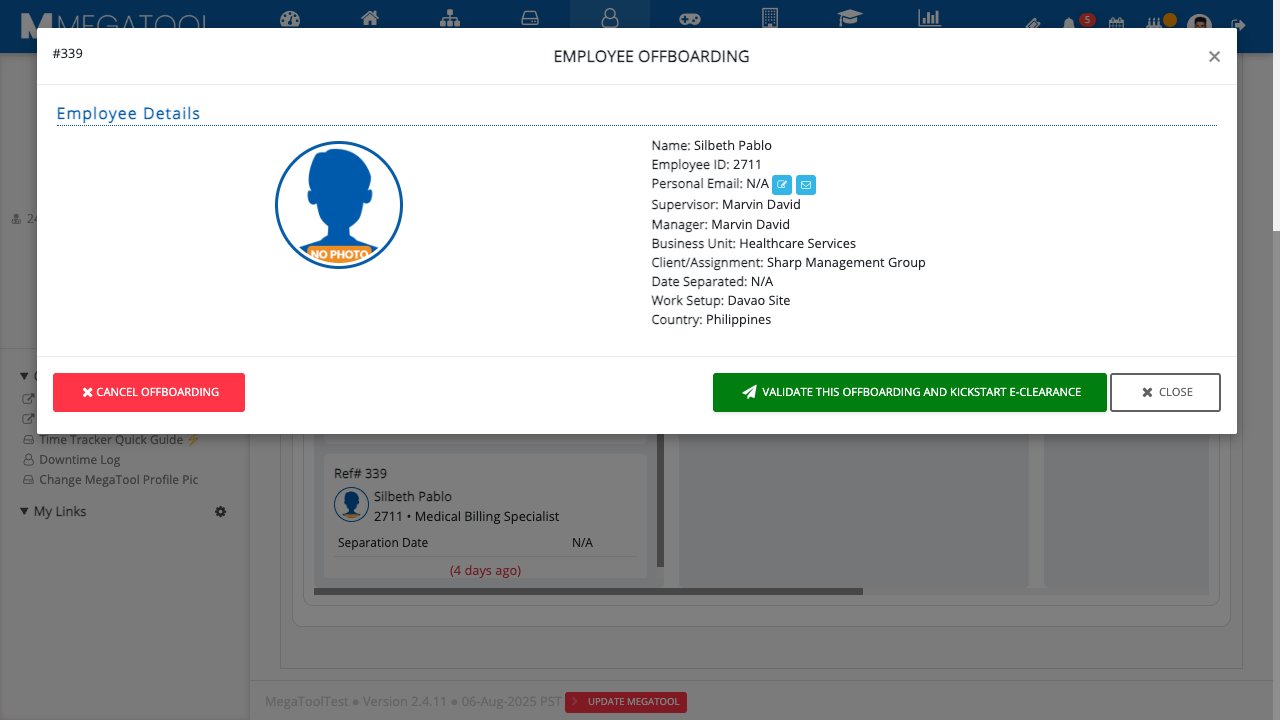 MEGATOOL
5
#339
EMPLOYEE OFFBOARDING
×
Employee Details
NO PHOTO
Name: Silbeth Pablo
Employee ID: 2711
Personal Email: N/A
Supervisor: Marvin David
Manager: Marvin David
Business Unit: Healthcare Services
Client/Assignment: Sharp Management Group
Date Separated: N/A
Work Setup: Davao Site
Country: Philippines
CANCEL OFFBOARDING
VALIDATE THIS OFFBOARDING AND KICKSTART E-CLEARANCE
CLOSE
Time Tracker Quick Guide ⚡
Downtime Log
Change MegaTool Profile Pic
My Links
Ref# 339
Silbeth Pablo
2711 • Medical Billing Specialist
Separation Date N/A
(4 days ago)
MegaToolTest ● Version 2.4.11 ● 06-Aug-2025 PST
UPDATE MEGATOOL